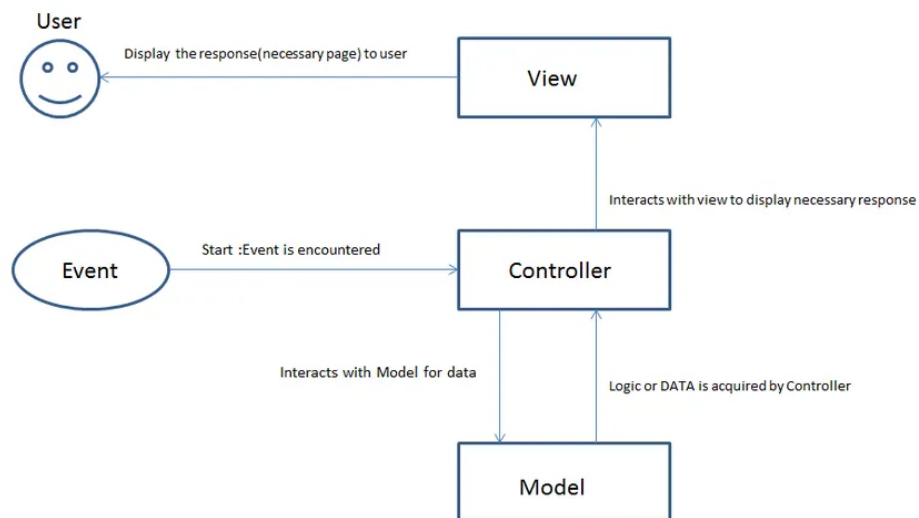 User
Display the response(necessary page) to user
View
Interacts with view to display necessary response
Start :Event is encountered
Event
Controller
Interacts with Model for data
Logic or DATA is acquired by Controller
Model